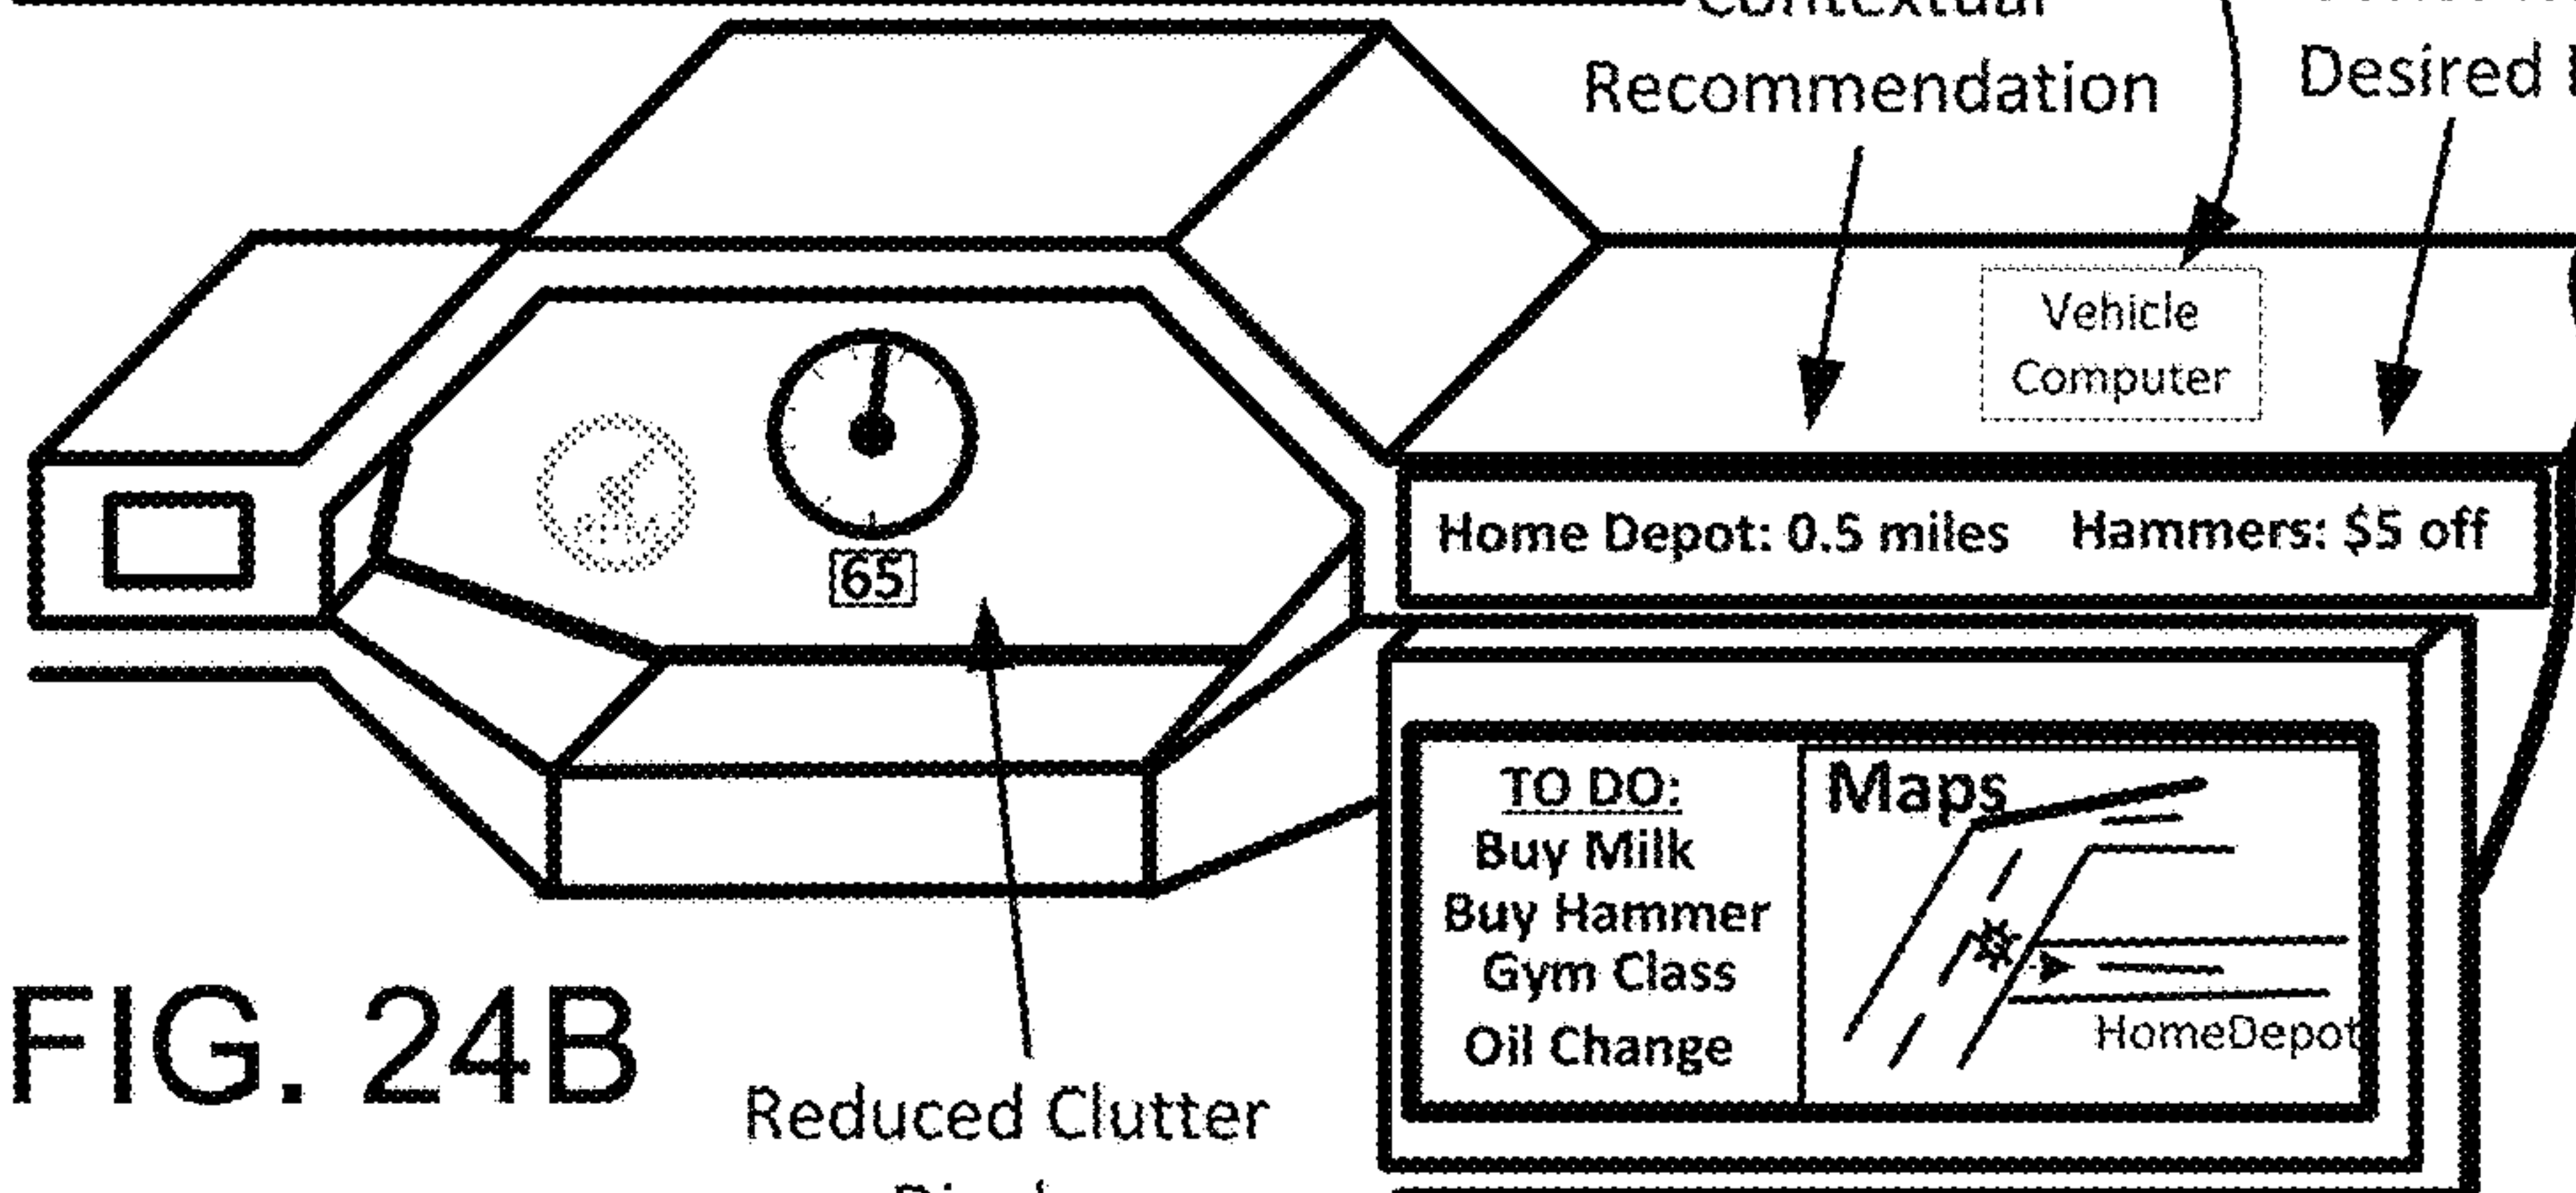 Contextual
Recommendation
Desired
Vehicle
Computer
Home Depot: 0.5 miles Hammers: $5 off
RPM
65
TO DO:
Buy Milk
Buy Hammer
Gym Class
Oil Change
Maps
HomeDepot
FIG. 24B
Reduced Clutter